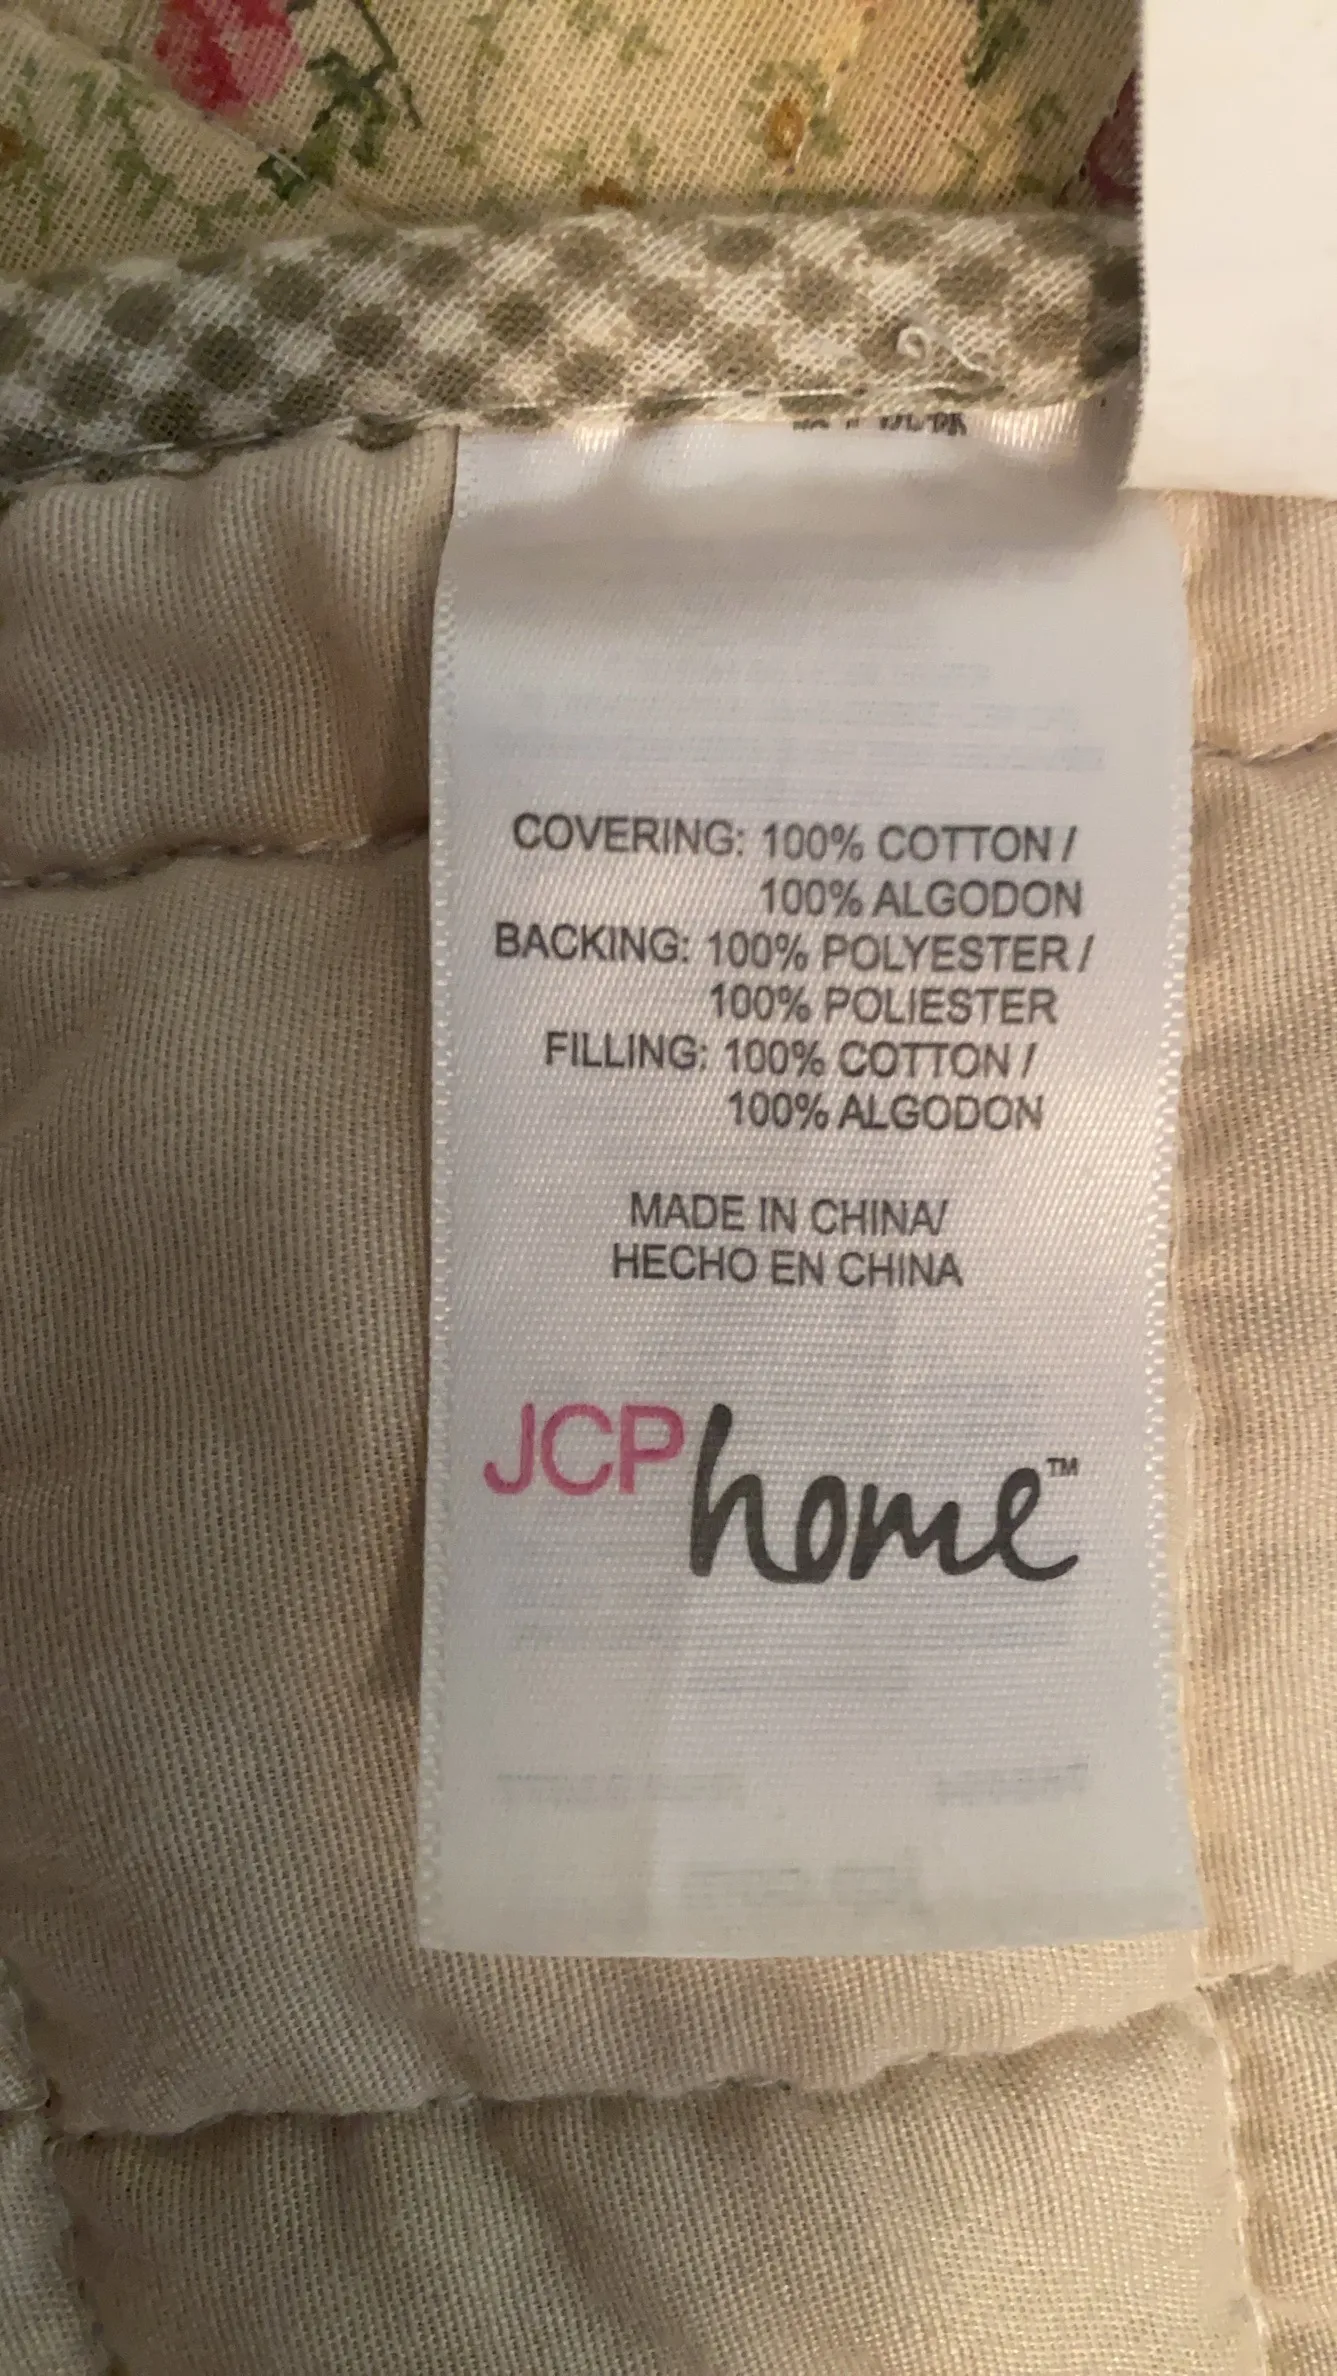 COVERING: 100% COTTON /
100% ALGODON
BACKING: 100% POLYESTER /
100% POLIESTER
FILLING: 100% COTTON /
100% ALGODON
MADE IN CHINA/
HECHO EN CHINA
JCP home™